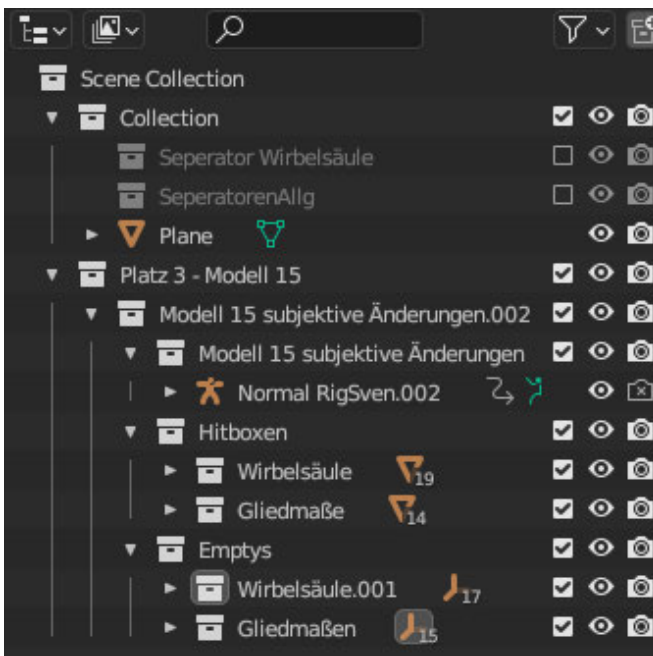 Scene Collection
Collection
Seperator Wirbelsäule
SeperatorenAllg
Plane
Platz 3 - Modell 15
Modell 15 subjektive Änderungen.002
Modell 15 subjektive Änderungen
Normal RigSven.002
Hitboxen
Wirbelsäule 19
Gliedmaße 14
Emptys
Wirbelsäule.001 17
Gliedmaßen 15